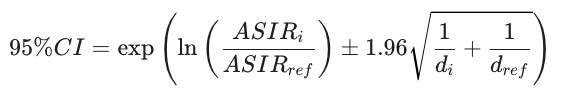 95%CI = exp ( ln ( ASIR_i / ASIR_ref ) ± 1.96 √( 1/d_i + 1/d_ref ) )